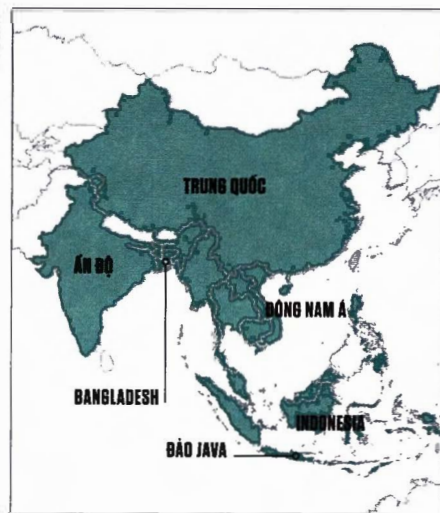 TRUNG QUỐC
ẤN ĐỘ
ĐÔNG NAM Á
BANGLADESH
INDONESIA
ĐẢO JAVA